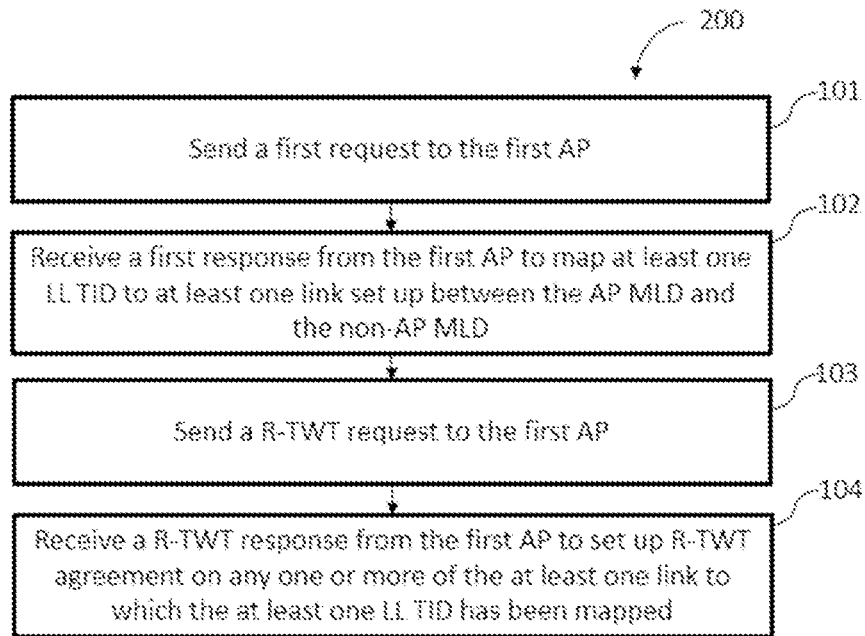 200
101
Send a first request to the first AP
102
Receive a first response from the first AP to map at least one
LL TID to at least one link set up between the AP MLD and
the non-AP MLD
103
Send a R-TWT request to the first AP
104
Receive a R-TWT response from the first AP to set up R-TWT
agreement on any one or more of the at least one link to
which the at least one LL TID has been mapped